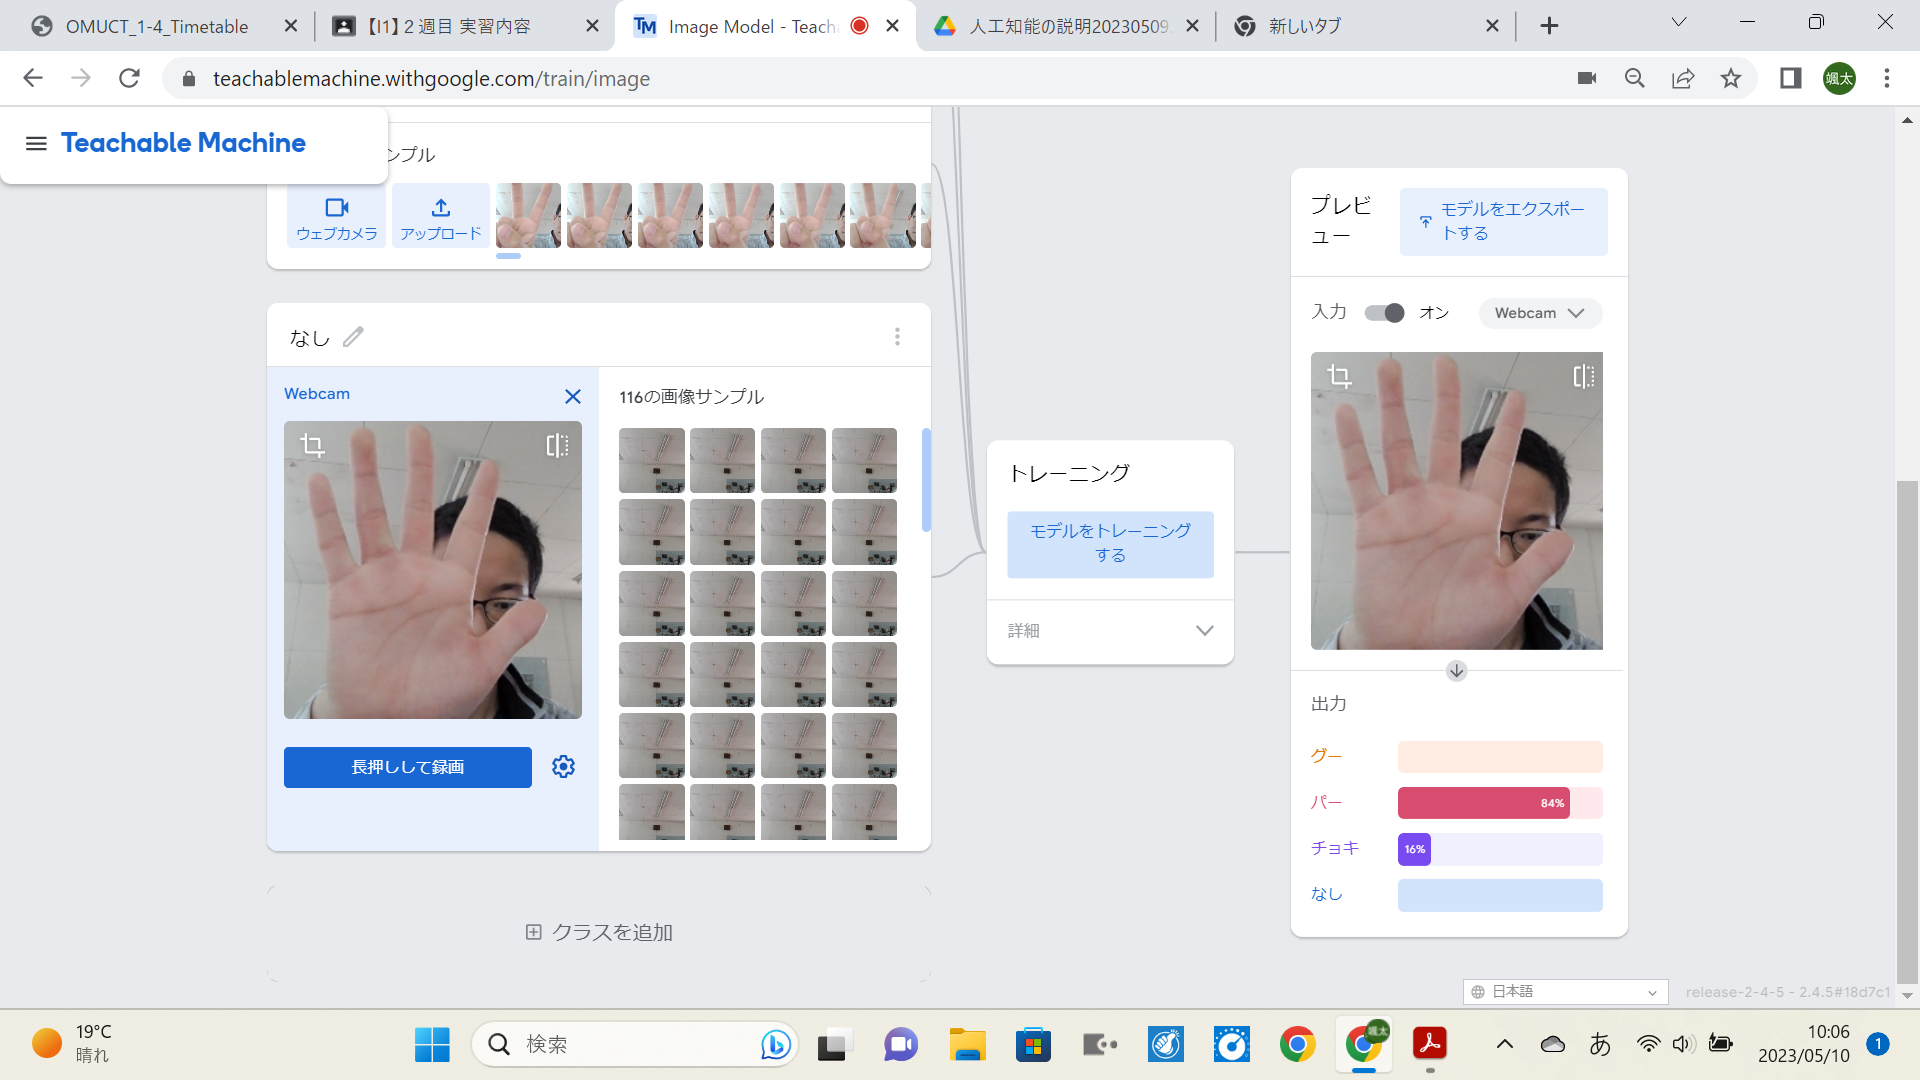 OMUCT_1-4_Timetable
【I1】２週目 実習内容
Image Model - Teach
人工知能の説明20230509.
新しいタブ
teachablemachine.withgoogle.com/train/image
颯太
Teachable Machine
ンプル
ウェブカメラ
アップロード
なし
Webcam
116の画像サンプル
長押しして録画
クラスを追加
トレーニング
モデルをトレーニング
する
詳細
プレビ
ュー
モデルをエクスポー
トする
入力
オン
Webcam
出力
グー
パー
84%
チョキ
16%
なし
日本語
release-2-4-5 - 2.4.5#18d7c1
19°C
晴れ
検索
颯太
あ
10:06
2023/05/10
1